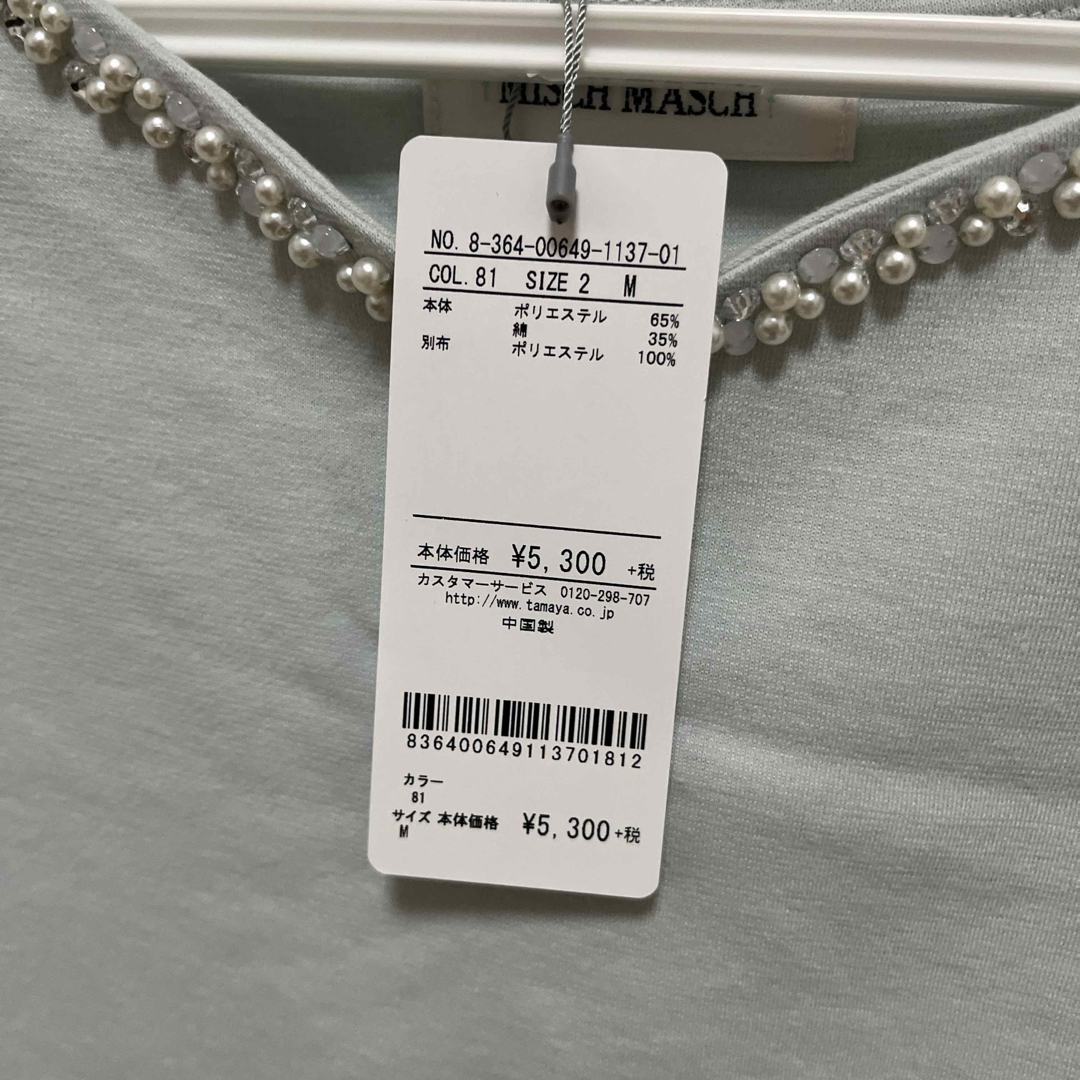 MISCH MASCH
NO. 8-364-00649-1137-01
COL. 81 SIZE 2 M
本体 ポリエステル 65%
綿 35%
別布 ポリエステル 100%
本体価格 ¥5,300 +税
カスタマーサービス 0120-298-707
http://www.tamaya.co.jp
中国製
836400649113701812
カラー
81
サイズ 本体価格 ¥5,300+税
M